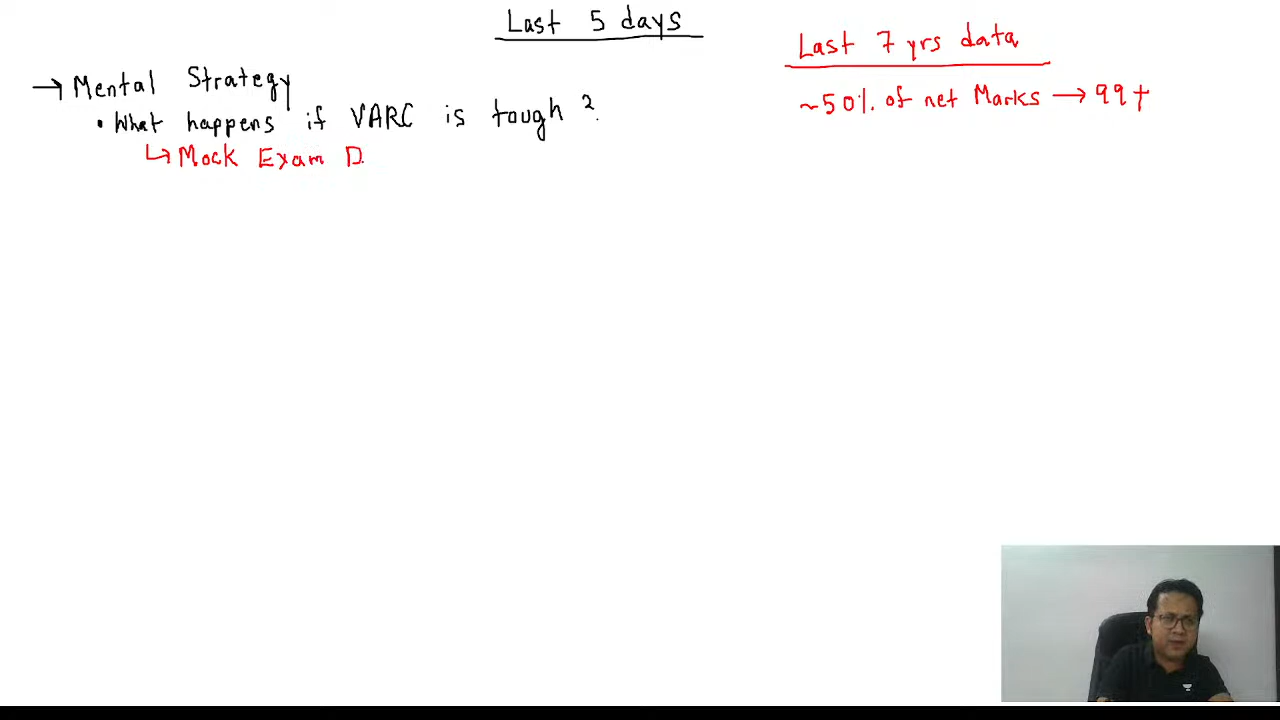 Last 5 days
Last 7 yrs data
~50% of net Marks → 99+
→ Mental Strategy
• What happens if VARC is tough?
↳ Mock Exam D